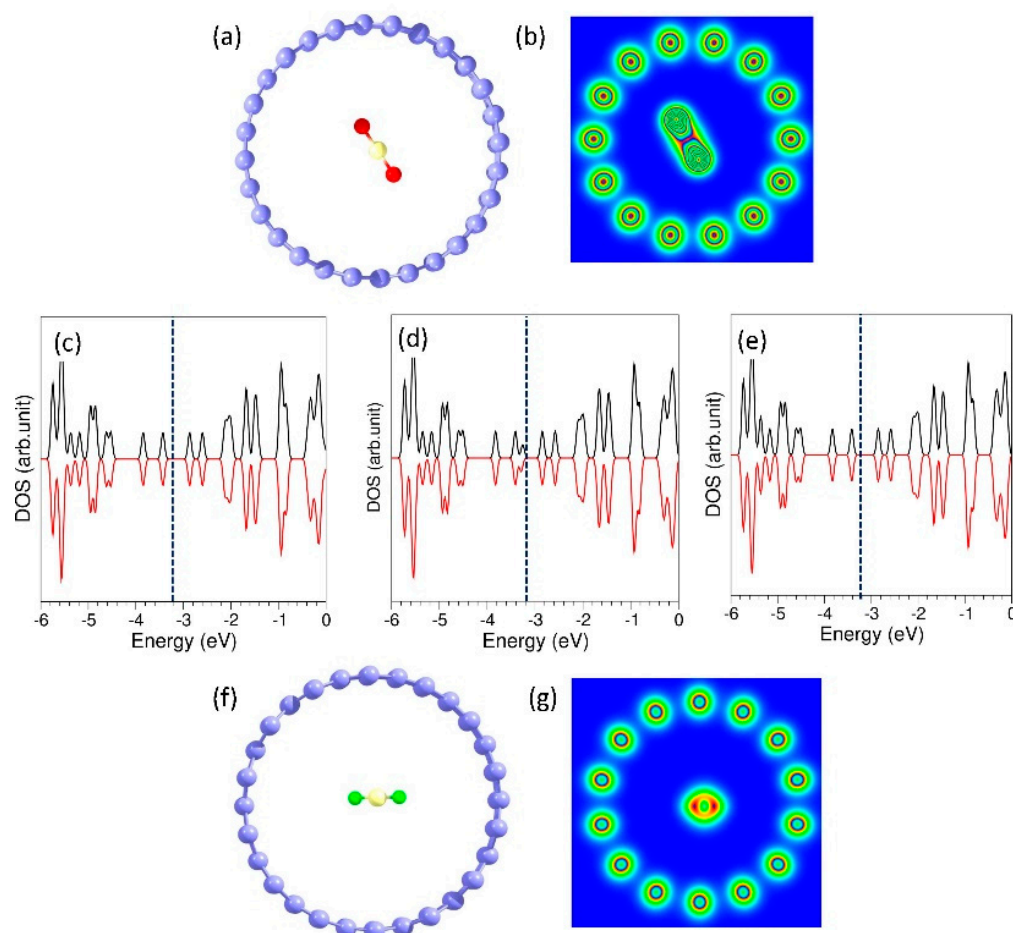 (a)
(b)
(c)
(d)
(e)
DOS (arb.unit)
DOS (arb.unit)
DOS (arb.unit)
-6 -5 -4 -3 -2 -1 0
-6 -5 -4 -3 -2 -1 0
-6 -5 -4 -3 -2 -1 0
Energy (eV)
Energy (eV)
Energy (eV)
(f)
(g)